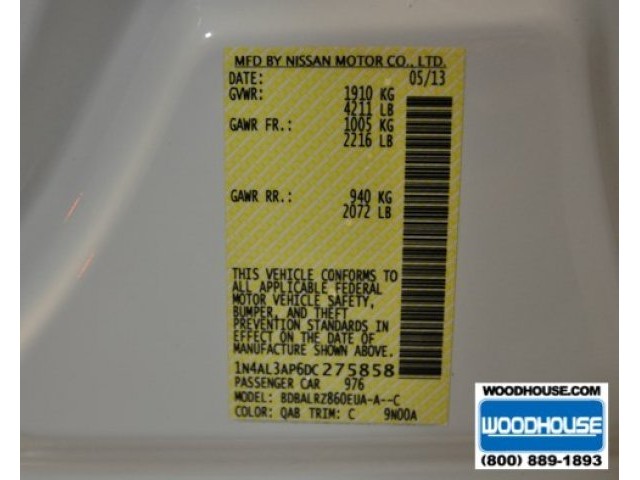 MFD BY NISSAN MOTOR CO., LTD.
DATE: 05/13
GVWR: 1910 KG
4211 LB
GAWR FR.: 1005 KG
2216 LB
GAWR RR.: 940 KG
2072 LB
THIS VEHICLE CONFORMS TO
ALL APPLICABLE FEDERAL
MOTOR VEHICLE SAFETY,
BUMPER, AND THEFT
PREVENTION STANDARDS IN
EFFECT ON THE DATE OF
MANUFACTURE SHOWN ABOVE.
1N4AL3AP6DC275858
PASSENGER CAR 976
MODEL: BDBALRZ860EUA-A--C
COLOR: QAB TRIM: C 9N00A
WOODHOUSE.COM
WOODHOUSE
(800) 889-1893